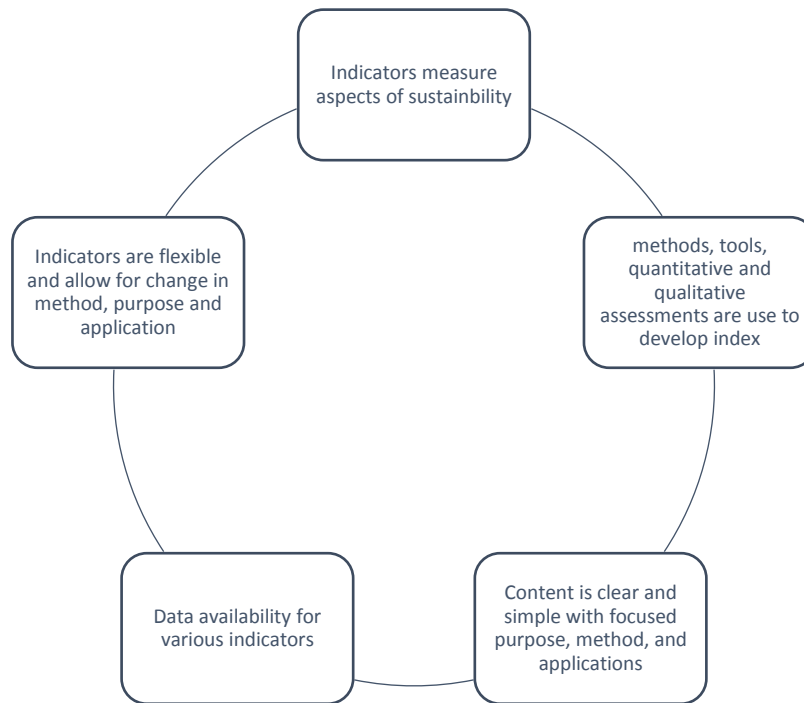 Indicators measure
aspects of sustainbility
methods, tools,
quantitative and
qualitative
assessments are use to
develop index
Content is clear and
simple with focused
purpose, method, and
applications
Data availability for
various indicators
Indicators are flexible
and allow for change in
method, purpose and
application